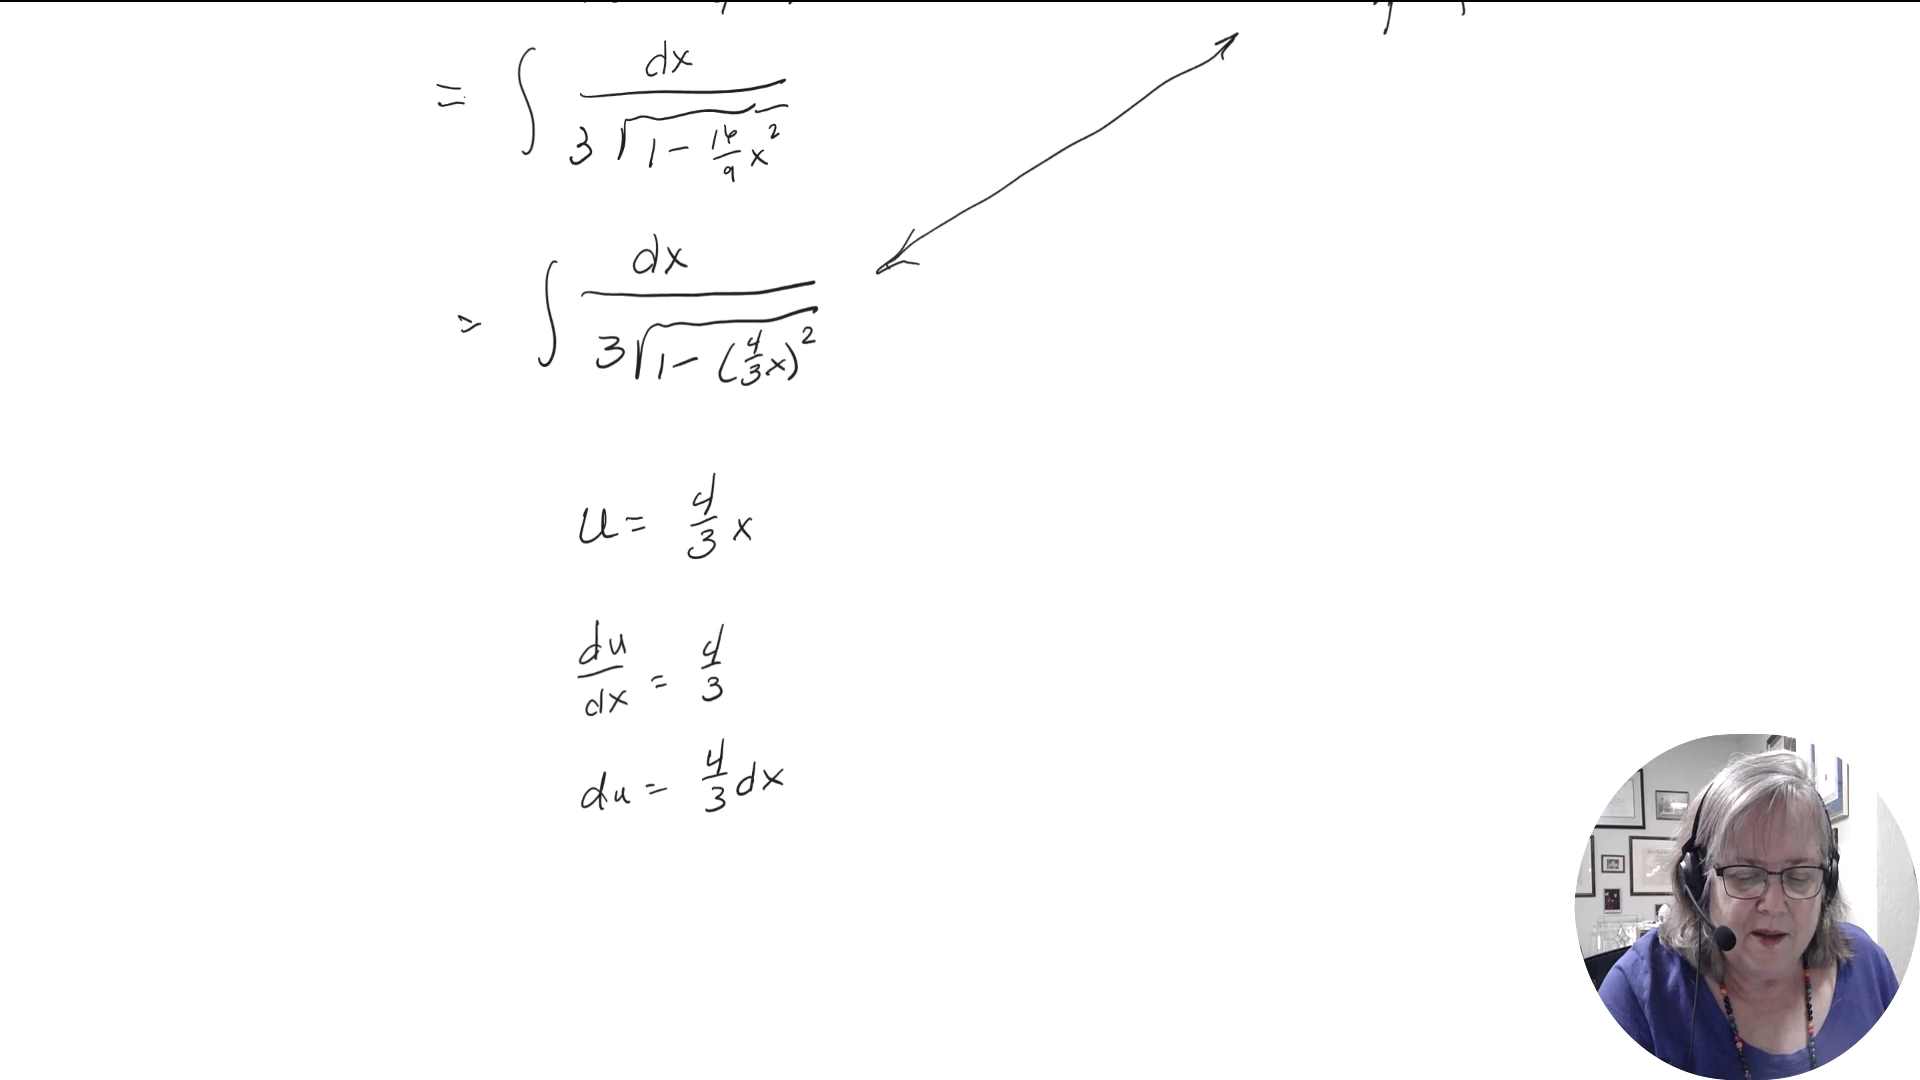 = ∫ dx / 3√(1 - 16/9 x²)
= ∫ dx / 3√(1 - (4/3 x)²)
u = 4/3 x
du/dx = 4/3
du = 4/3 dx